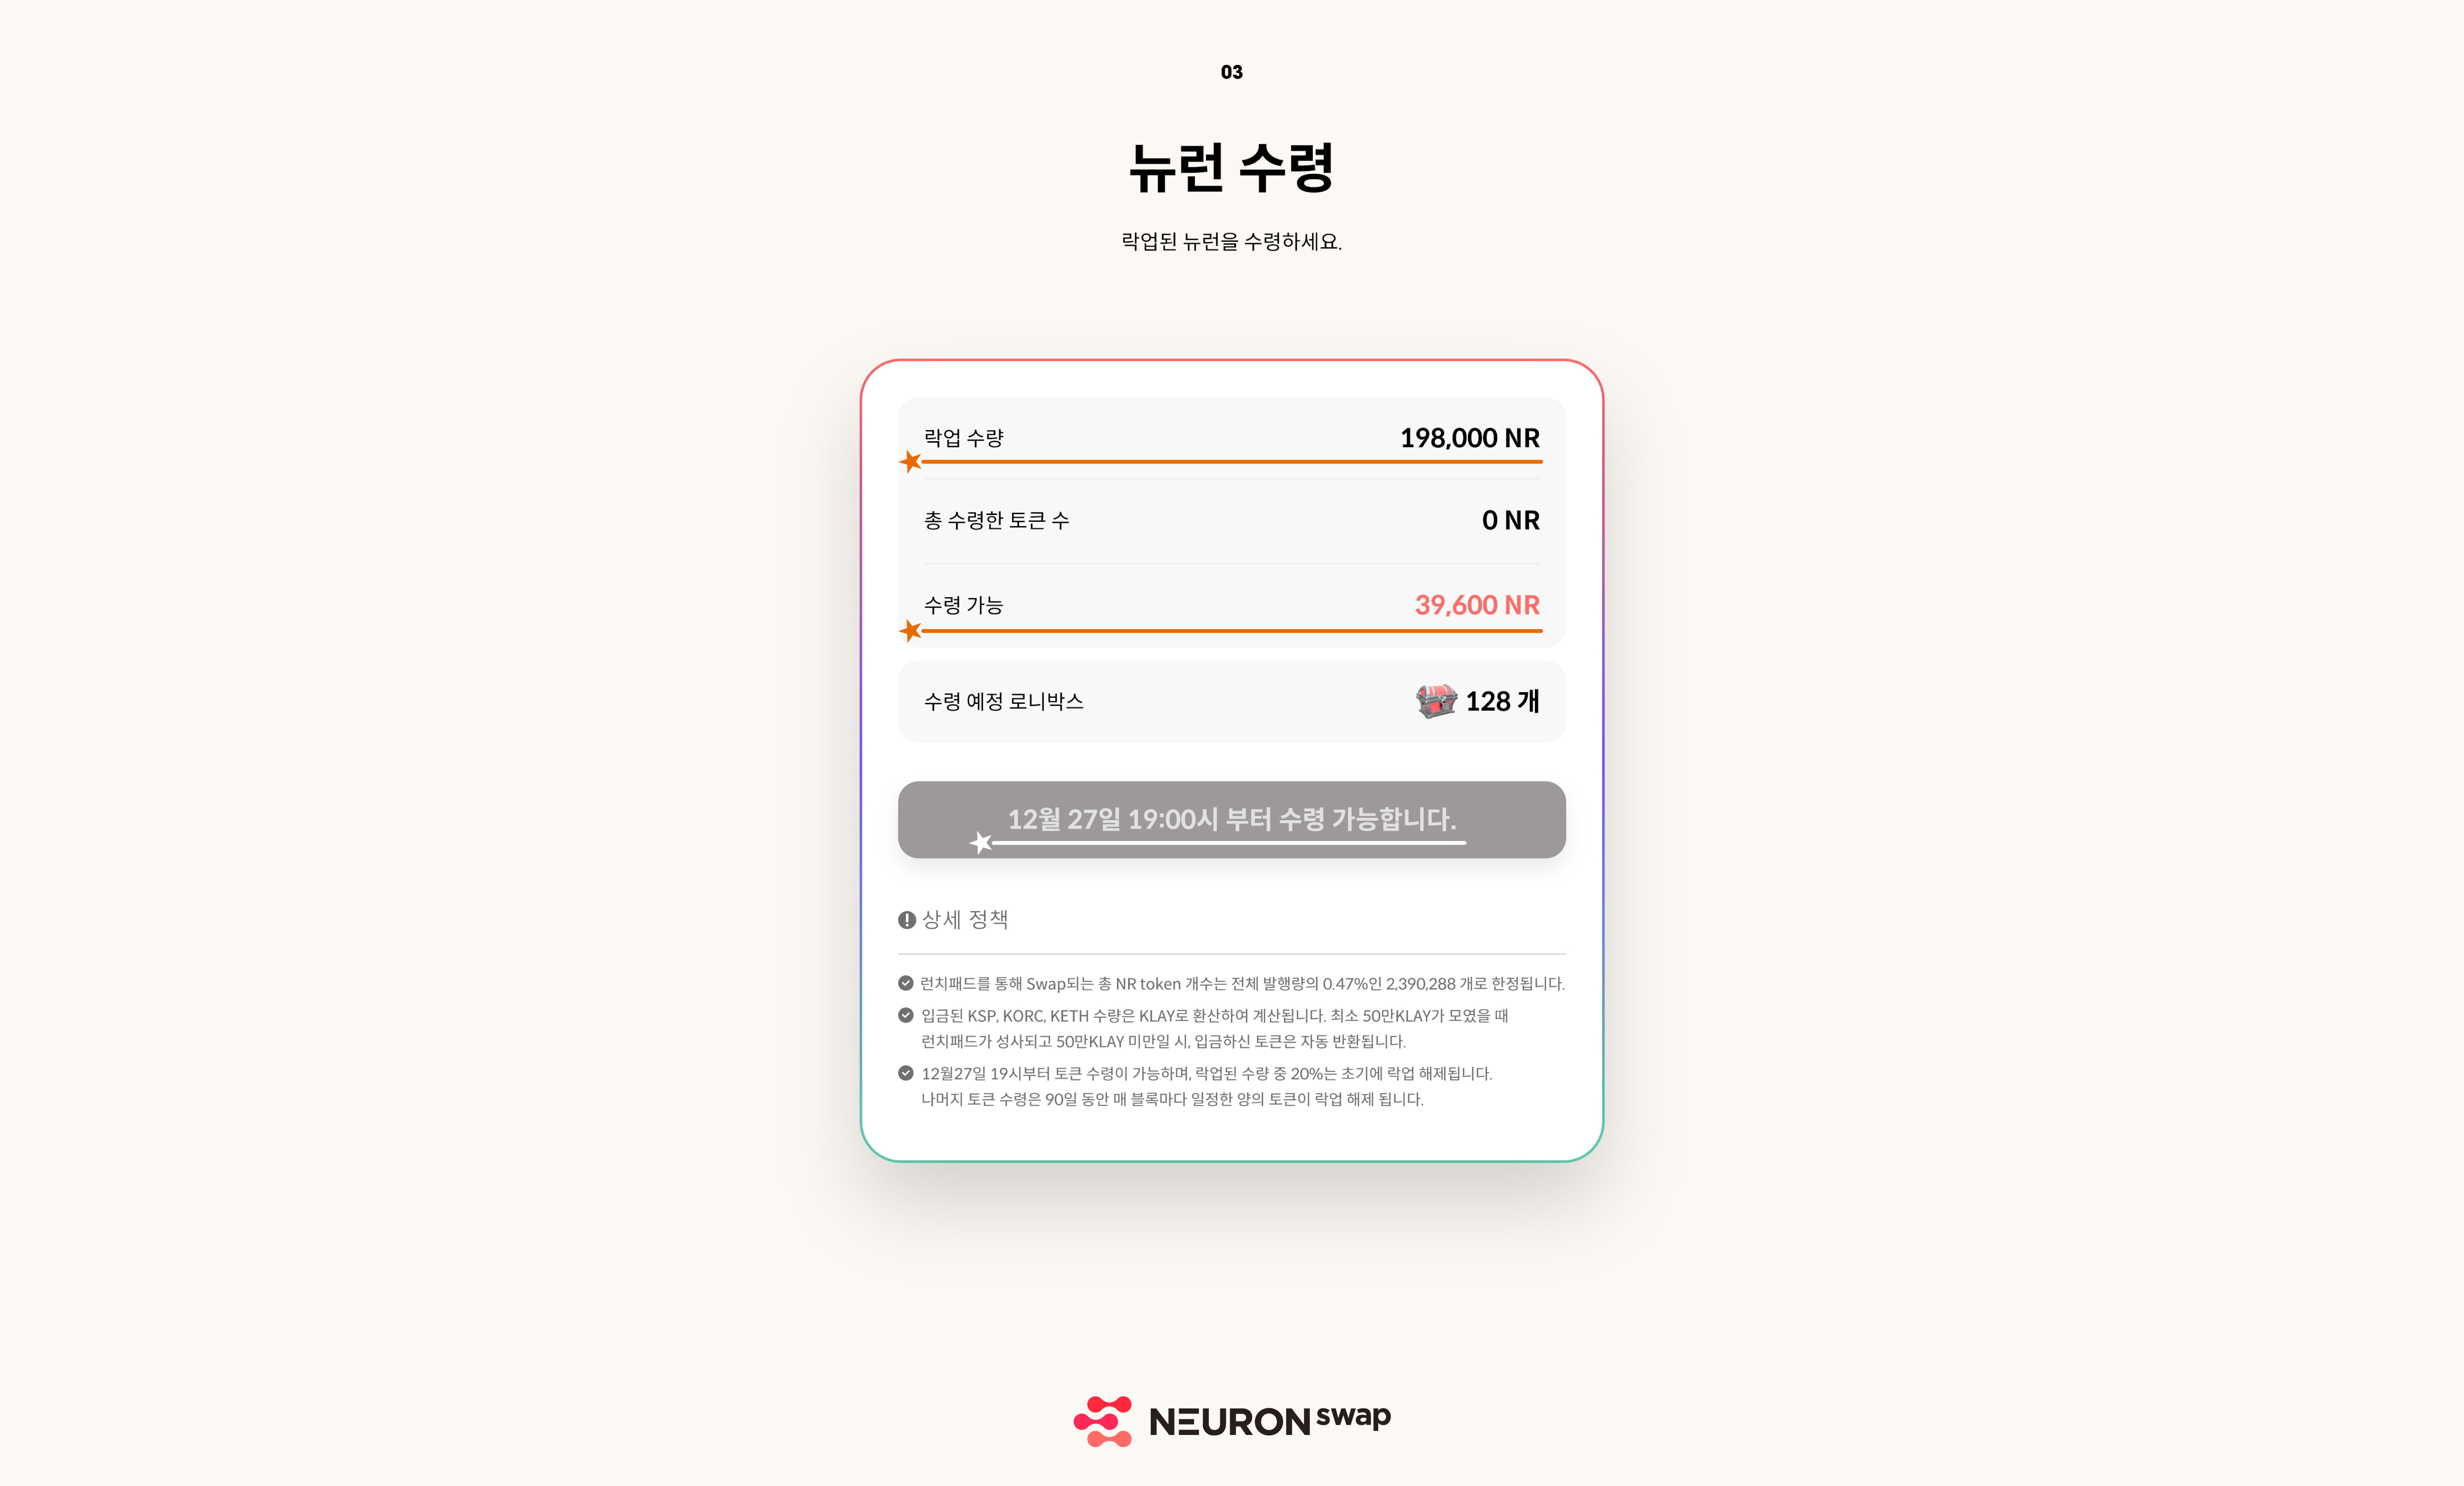 03
뉴런 수령
락업된 뉴런을 수령하세요.
락업 수량 198,000 NR
총 수령한 토큰 수 0 NR
수령 가능 39,600 NR
수령 예정 로니박스 128 개
12월 27일 19:00시 부터 수령 가능합니다.
상세 정책
런치패드를 통해 Swap되는 총 NR token 개수는 전체 발행량의 0.47%인 2,390,288 개로 한정됩니다.
입금된 KSP, KORC, KETH 수량은 KLAY로 환산하여 계산됩니다. 최소 50만KLAY가 모였을 때
런치패드가 성사되고 50만KLAY 미만일 시, 입금하신 토큰은 자동 반환됩니다.
12월27일 19시부터 토큰 수령이 가능하며, 락업된 수량 중 20%는 초기에 락업 해제됩니다.
나머지 토큰 수령은 90일 동안 매 블록마다 일정한 양의 토큰이 락업 해제 됩니다.
NEURON swap